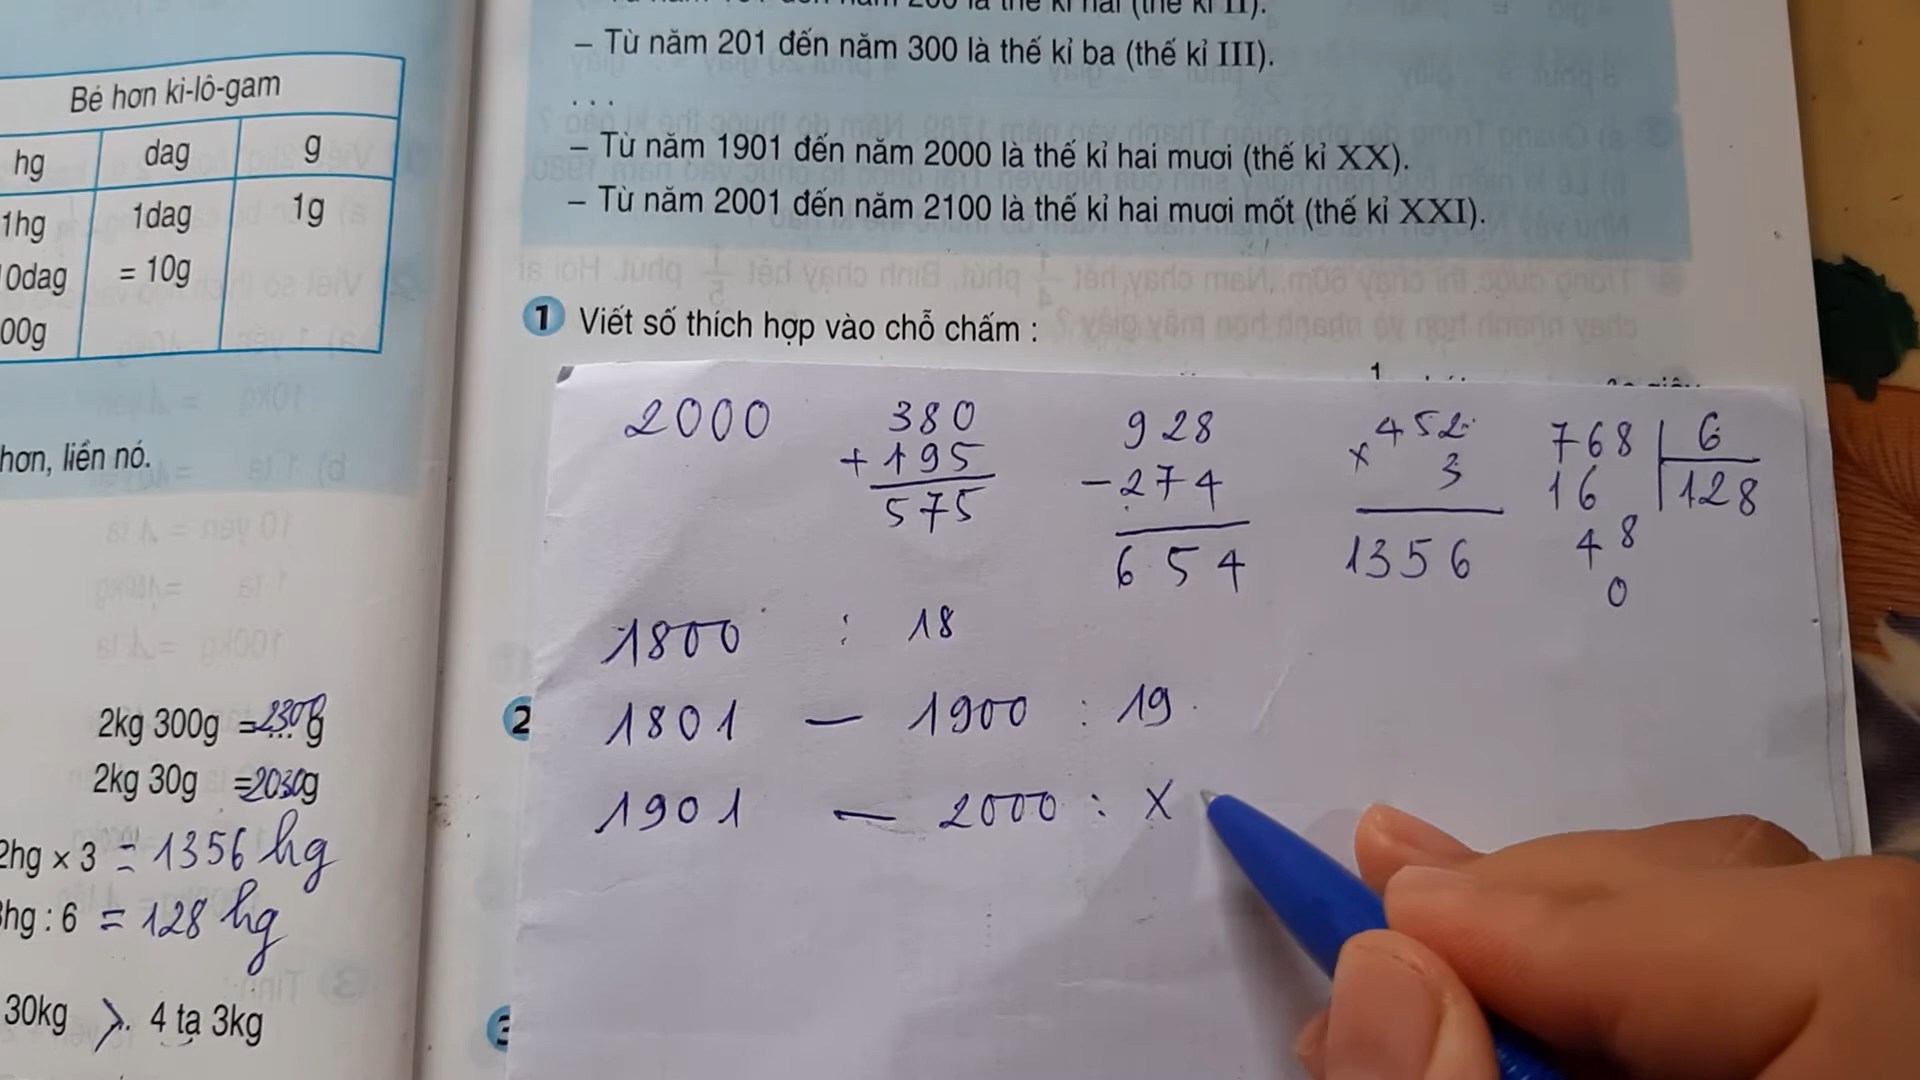 Bé hơn ki-lô-gam
hg dag g
1hg 1dag 1g
10dag = 10g
00g
hơn, liền nó.
2kg 300g = 2300g
2kg 30g = 2030g
2hg × 3 = 1356 hg
8hg : 6 = 128 hg
30kg > 4 tạ 3kg
– Từ năm 201 đến năm 300 là thế kỉ ba (thế kỉ III).
. . .
– Từ năm 1901 đến năm 2000 là thế kỉ hai mươi (thế kỉ XX).
– Từ năm 2001 đến năm 2100 là thế kỉ hai mươi mốt (thế kỉ XXI).
1 Viết số thích hợp vào chỗ chấm :
2000
380
+ 195
575
928
- 274
654
452
x 3
1356
768 6
16 128
48
0
1800 : 18
2
1801 — 1900 : 19
1901 — 2000 : X
3